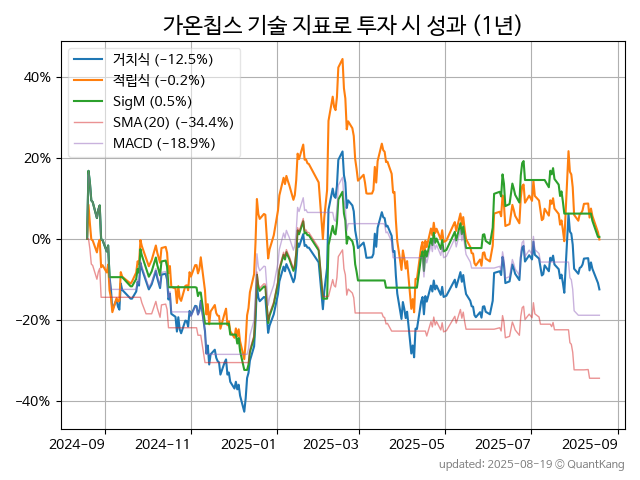 가온칩스 기술 지표로 투자 시 성과 (1년)
거치식 (−12.5%)
적립식 (−0.2%)
SigM (0.5%)
SMA(20) (−34.4%)
MACD (−18.9%)
40%
20%
0%
−20%
−40%
2024-09 2024-11 2025-01 2025-03 2025-05 2025-07 2025-09
updated: 2025-08-19 © QuantKang